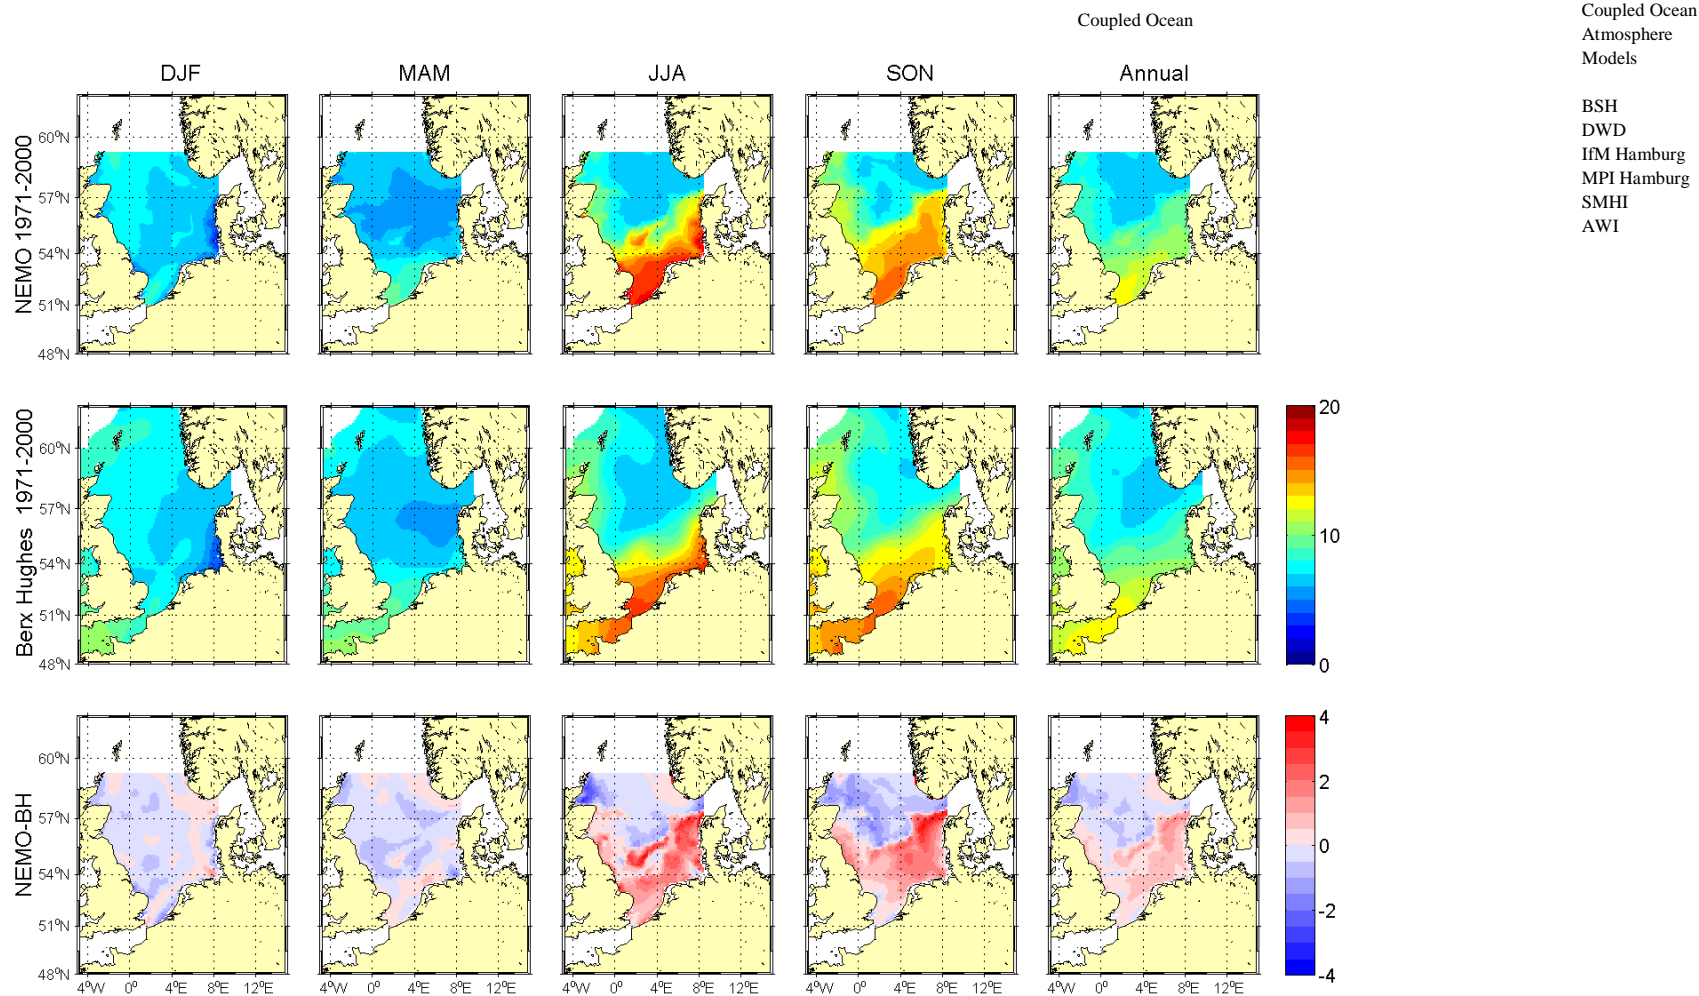 Coupled Ocean
Coupled Ocean
Atmosphere
Models
BSH
DWD
IfM Hamburg
MPI Hamburg
SMHI
AWI
DJF MAM JJA SON Annual
NEMO 1971-2000
60°N
57°N
54°N
51°N
48°N
Berx Hughes 1971-2000
60°N
57°N
54°N
51°N
48°N
20
10
0
NEMO-BH
60°N
57°N
54°N
51°N
48°N
4
2
0
-2
-4
4°W 0° 4°E 8°E 12°E 4°W 0° 4°E 8°E 12°E 4°W 0° 4°E 8°E 12°E 4°W 0° 4°E 8°E 12°E 4°W 0° 4°E 8°E 12°E